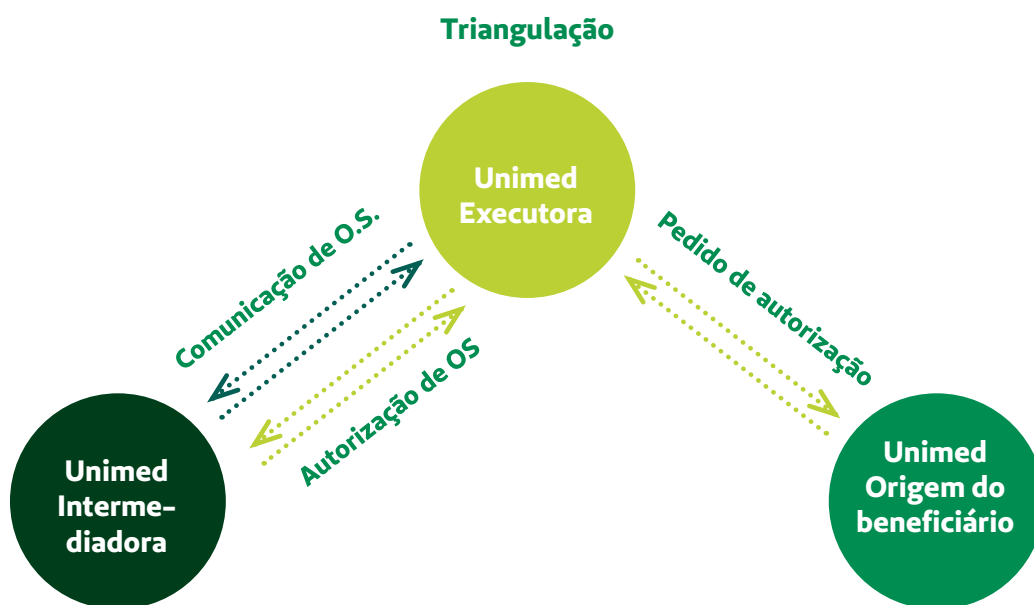 Triangulação
Unimed
Executora
Comunicação de O.S.
Pedido de autorização
Autorização de OS
Unimed
Interme-
diadora
Unimed
Origem do
beneficiário